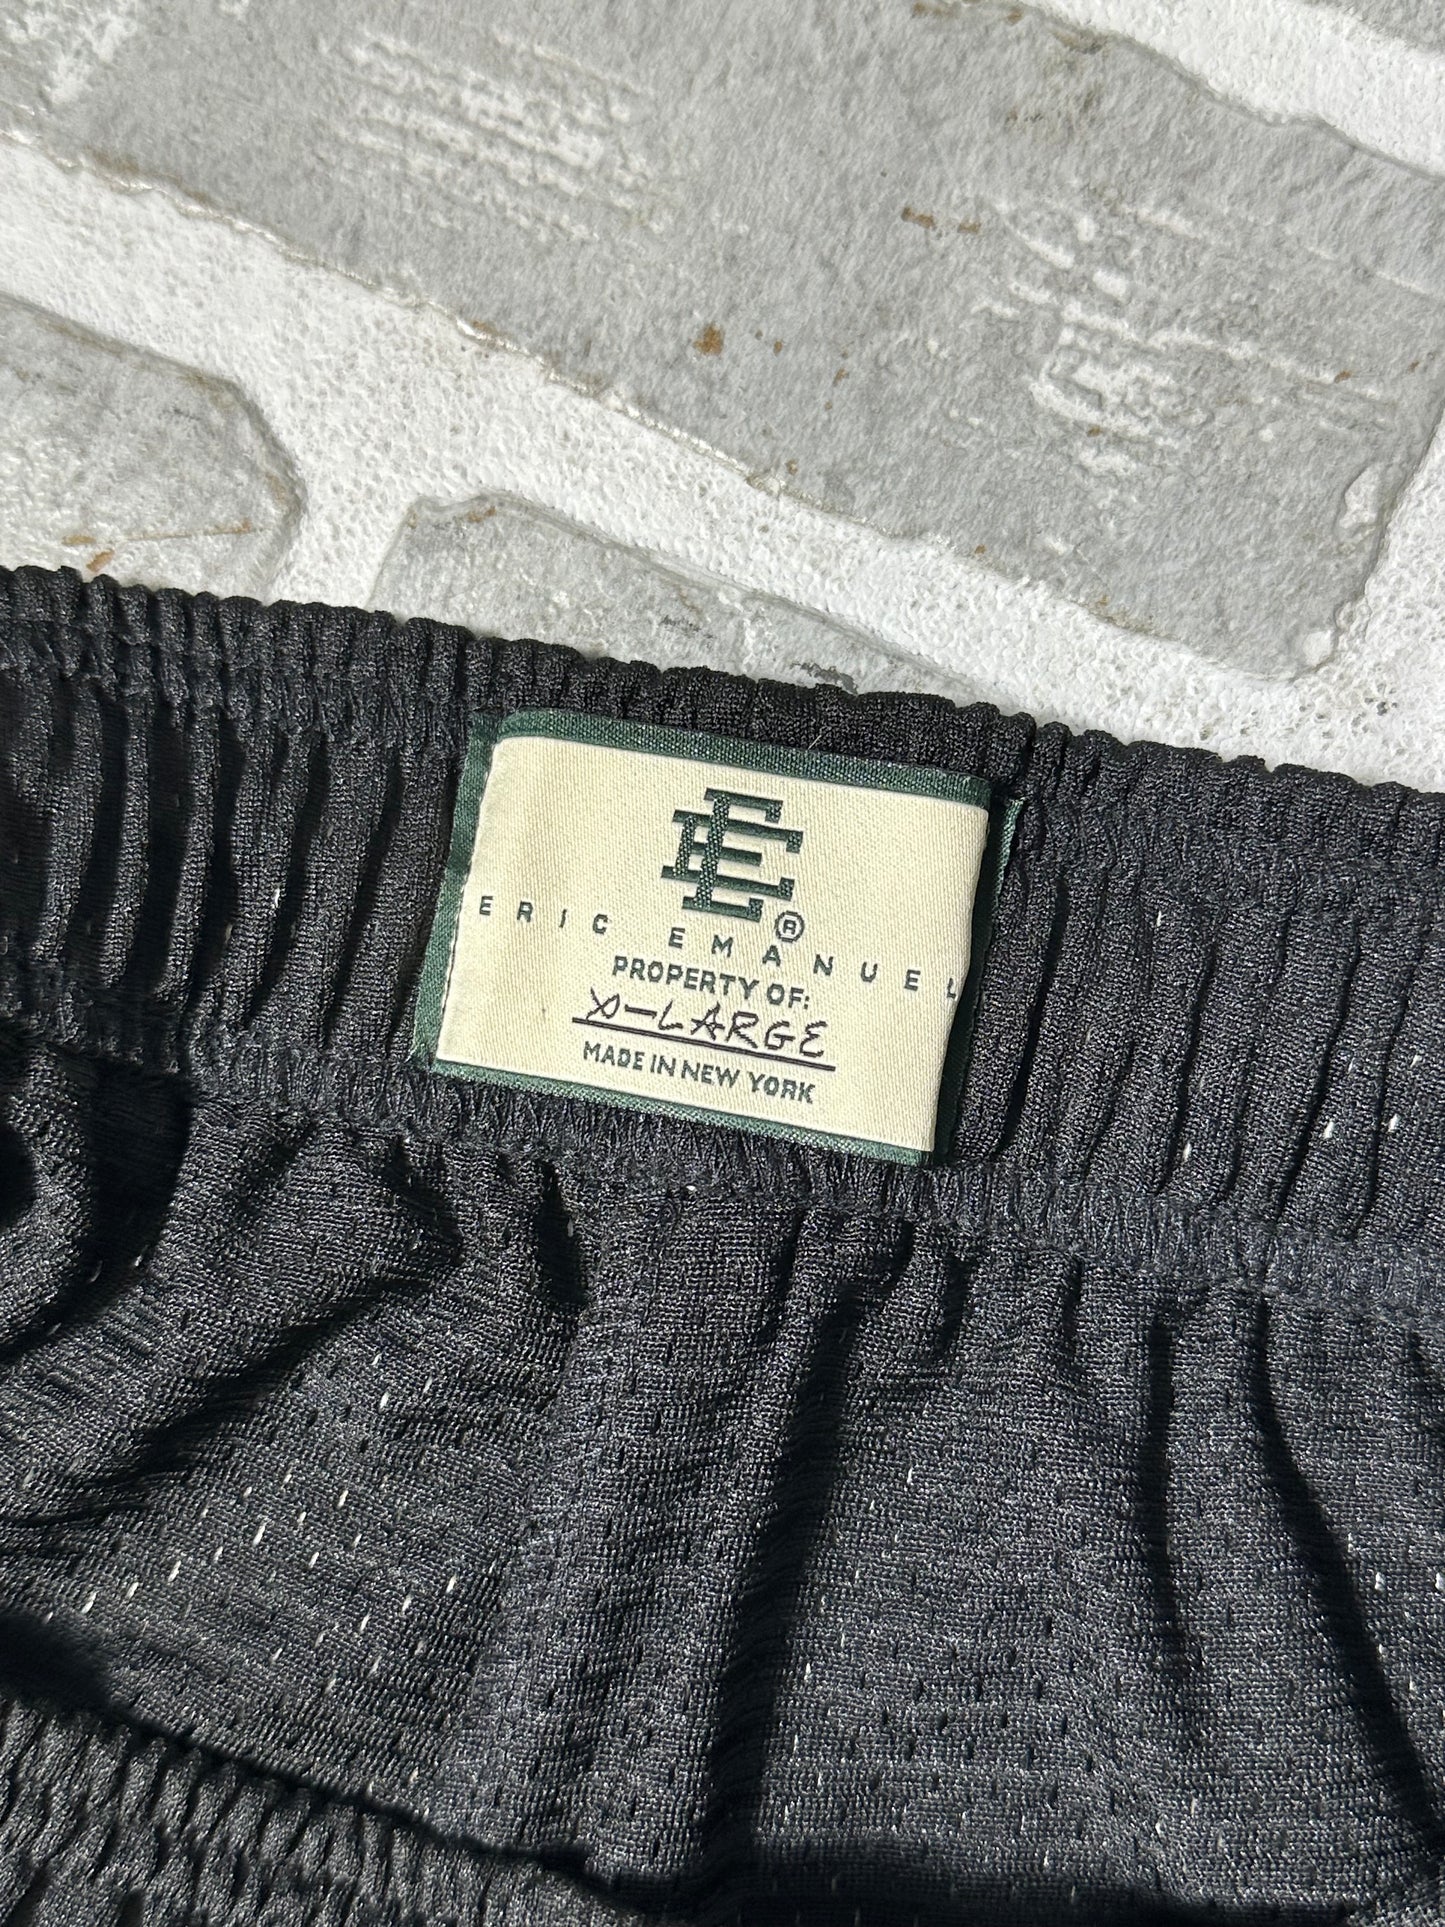 EE
®
ERIC EMANUEL
PROPERTY OF:
X-LARGE
MADE IN NEW YORK